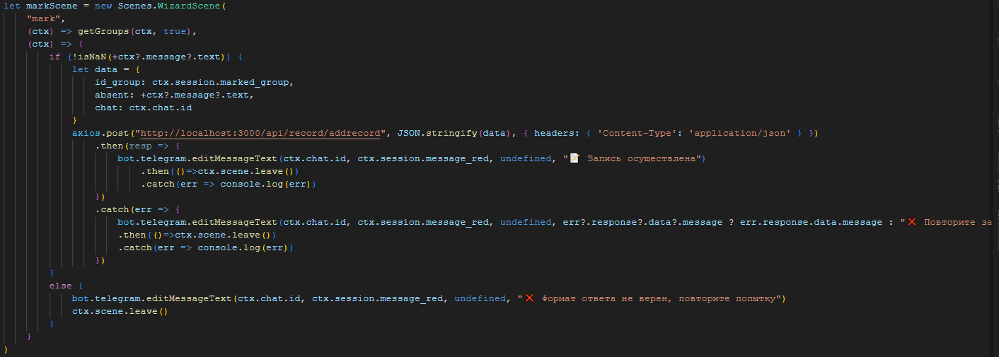 let markScene = new Scenes.WizardScene(
    "mark",
    (ctx) => getGroups(ctx, true),
    (ctx) => {
        if (!isNaN(+ctx?.message?.text)) {
            let data = {
                id_group: ctx.session.marked_group,
                absent: +ctx?.message?.text,
                chat: ctx.chat.id
            }
            axios.post("http://localhost:3000/api/record/addrecord", JSON.stringify(data), { headers: { 'Content-Type': 'application/json' } })
                .then(resp => {
                    bot.telegram.editMessageText(ctx.chat.id, ctx.session.message_red, undefined, "📝 Запись осуществлена")
                        .then(()=>ctx.scene.leave())
                        .catch(err => console.log(err))
                })
                .catch(err => {
                    bot.telegram.editMessageText(ctx.chat.id, ctx.session.message_red, undefined, err?.response?.data?.message ? err.response.data.message : "❌ Повторите за
                    .then(()=>ctx.scene.leave())
                    .catch(err => console.log(err))
                })
        }
        else {
            bot.telegram.editMessageText(ctx.chat.id, ctx.session.message_red, undefined, "❌ Формат ответа не верен, повторите попытку")
            ctx.scene.leave()
        }
    }
)